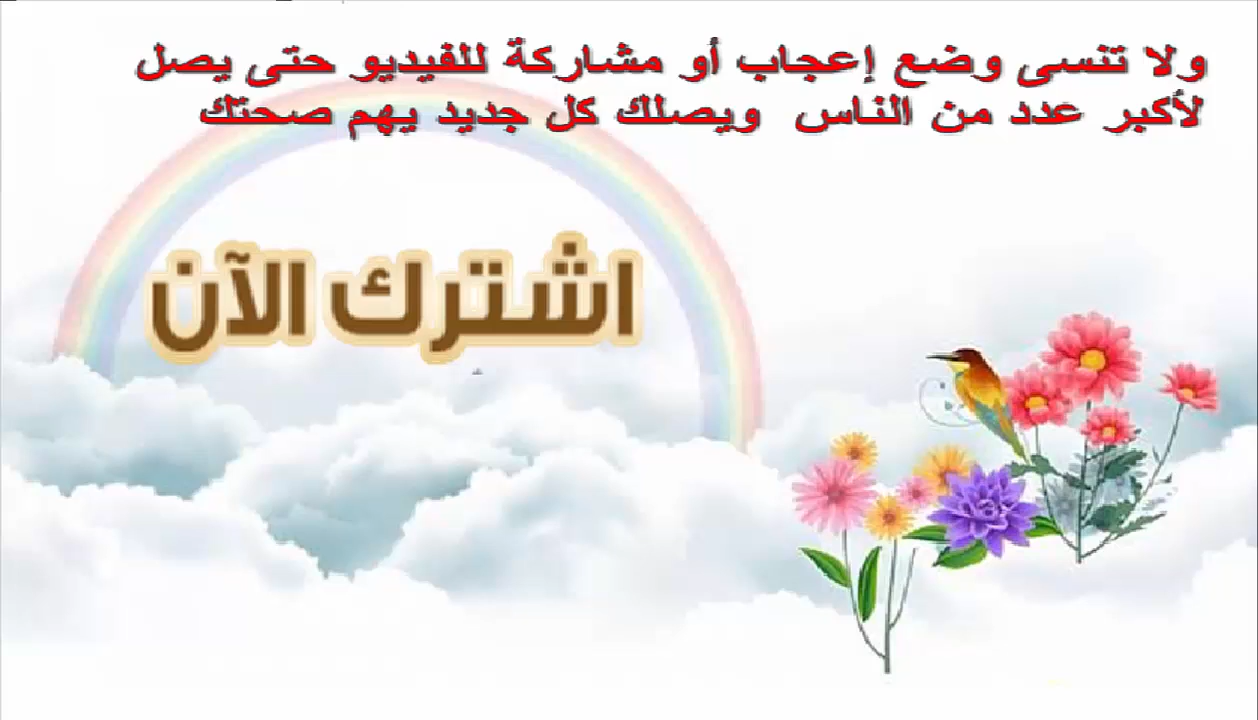 ولا تنسى وضع إعجاب أو مشاركة للفيديو حتى يصل
لأكبر عدد من الناس ويصلك كل جديد يهم صحتك
اشترك الآن